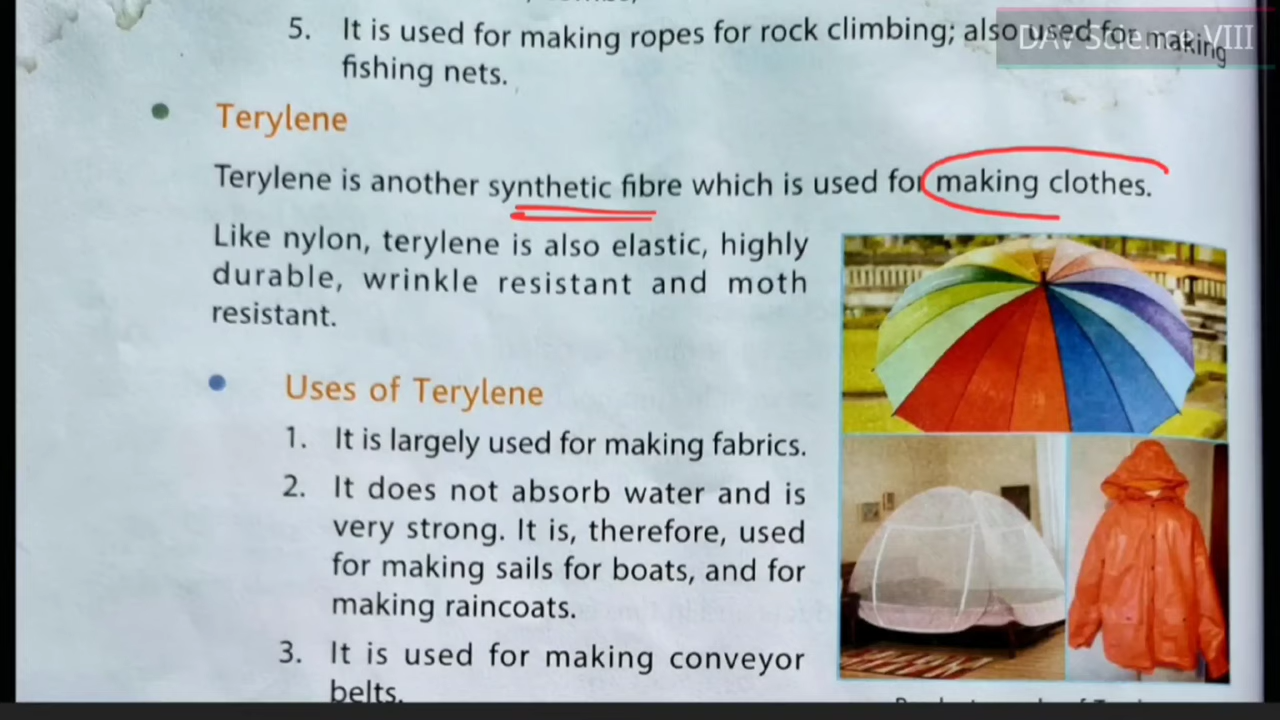 5. It is used for making ropes for rock climbing; also used for making
fishing nets.
DAV Science VIII
• Terylene
Terylene is another synthetic fibre which is used for making clothes.
Like nylon, terylene is also elastic, highly
durable, wrinkle resistant and moth
resistant.
• Uses of Terylene
1. It is largely used for making fabrics.
2. It does not absorb water and is
very strong. It is, therefore, used
for making sails for boats, and for
making raincoats.
3. It is used for making conveyor
belts.